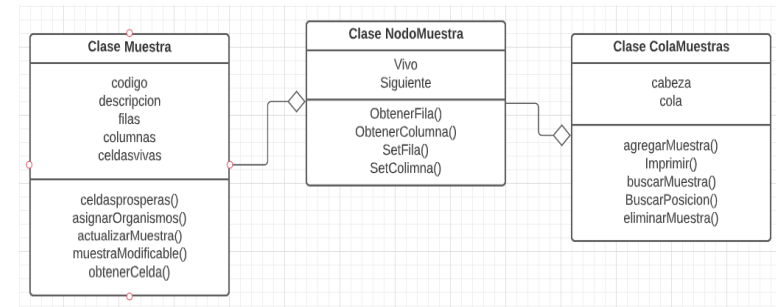 Clase Muestra
codigo
descripcion
filas
columnas
celdasvivas
celdasprosperas()
asignarOrganismos()
actualizarMuestra()
muestraModificable()
obtenerCelda()
Clase NodoMuestra
Vivo
Siguiente
ObtenerFila()
ObtenerColumna()
SetFila()
SetColimna()
Clase ColaMuestras
cabeza
cola
agregarMuestra()
Imprimir()
buscarMuestra()
BuscarPosicion()
eliminarMuestra()